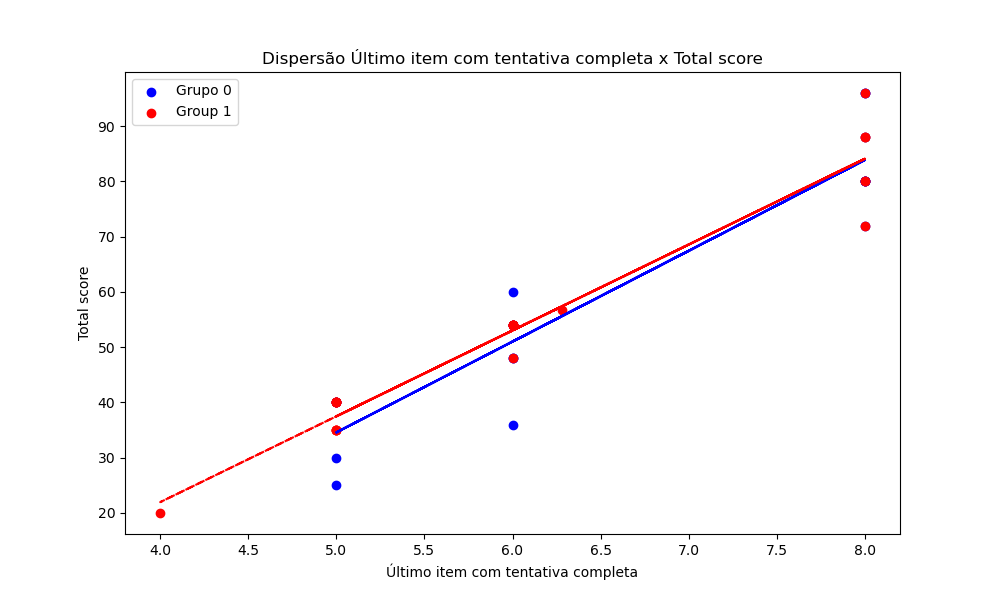 Dispersão Último item com tentativa completa x Total score
Grupo 0
Group 1
Total score
90
80
70
60
50
40
30
20
4.0 4.5 5.0 5.5 6.0 6.5 7.0 7.5 8.0
Último item com tentativa completa